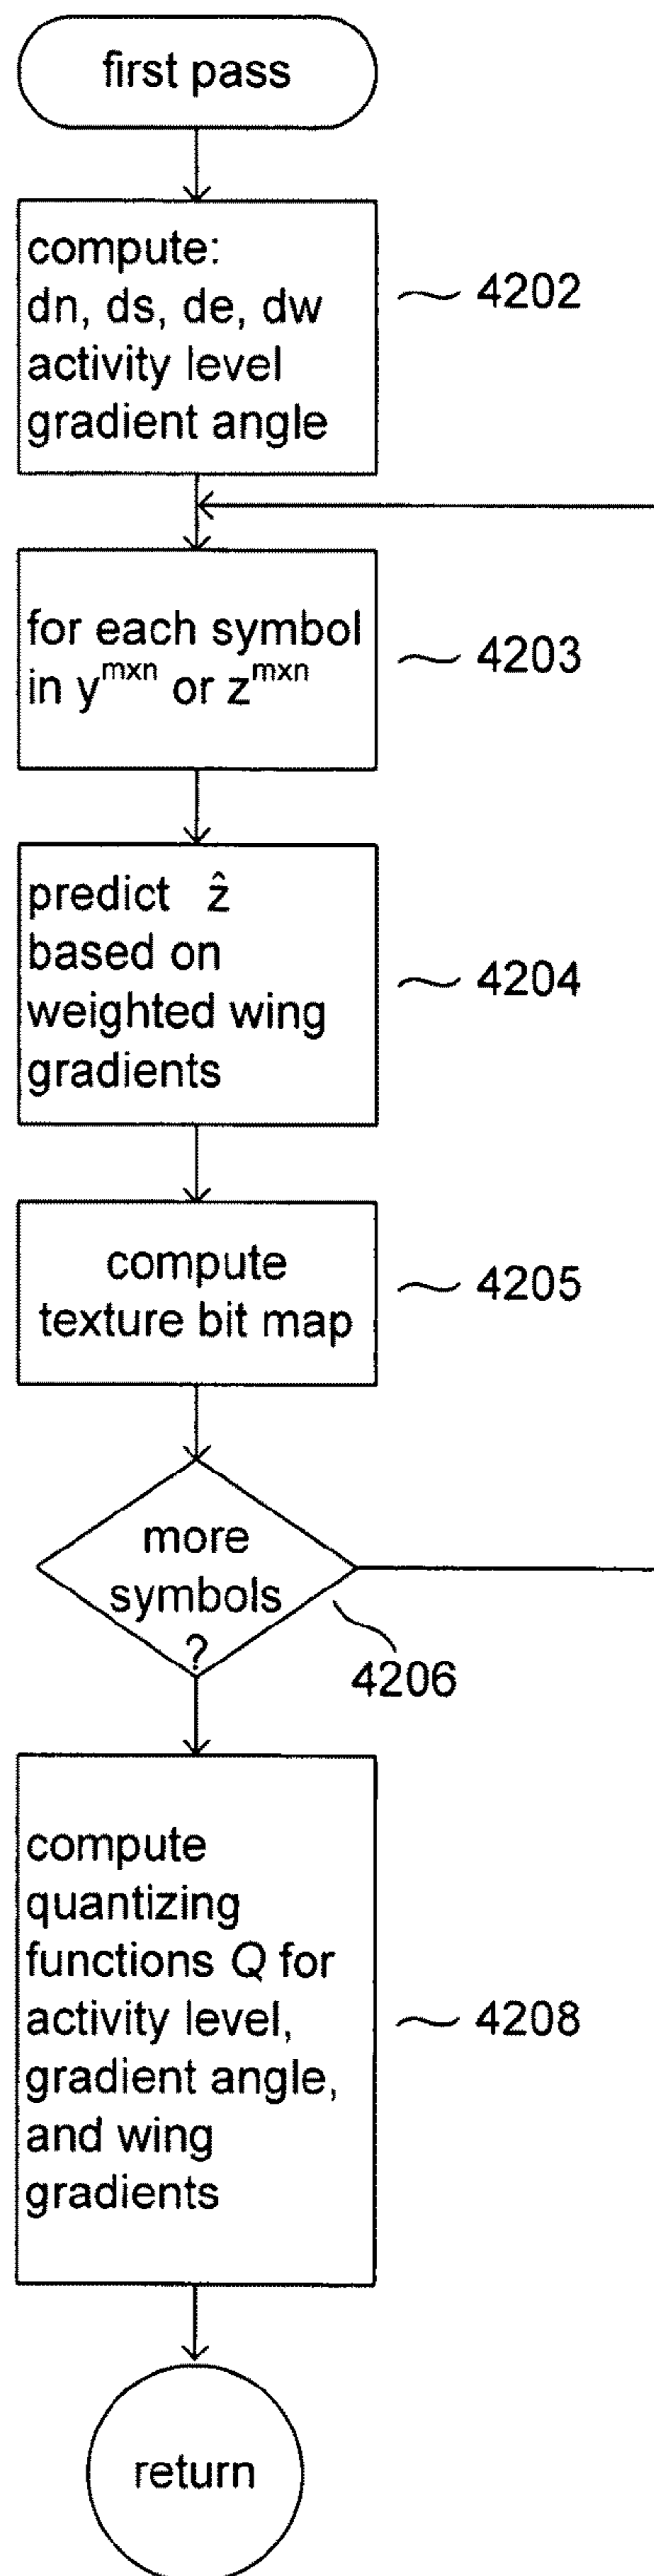 first pass
compute:
dn, ds, de, dw
activity level
gradient angle
4202
for each symbol
in y^mxn or z^mxn
4203
predict ẑ
based on
weighted wing
gradients
4204
compute
texture bit map
4205
more
symbols
?
4206
compute
quantizing
functions Q for
activity level,
gradient angle,
and wing
gradients
4208
return